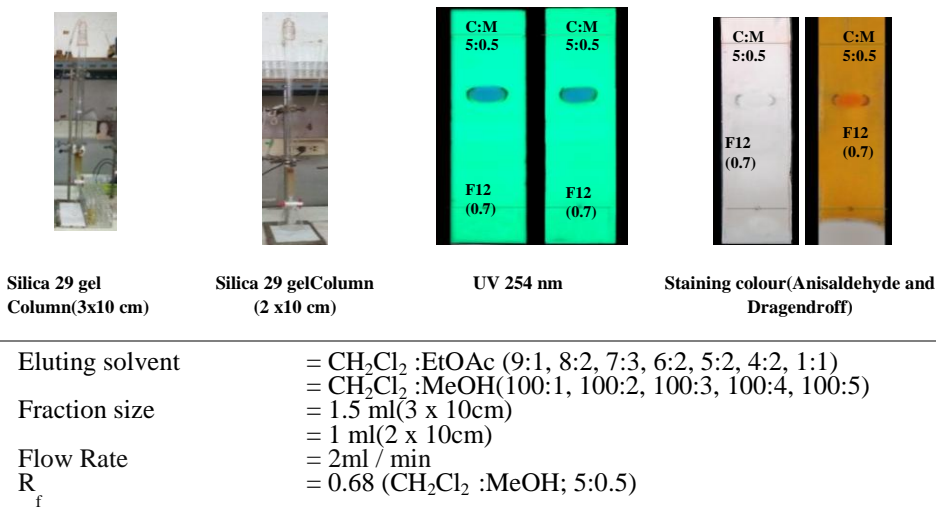 C:M
5:0.5
C:M
5:0.5
F12
(0.7)
F12
(0.7)
C:M
5:0.5
C:M
5:0.5
F12
(0.7)
F12
(0.7)
Silica 29 gel
Column(3x10 cm)
Silica 29 gelColumn
(2 x10 cm)
UV 254 nm
Staining colour(Anisaldehyde and
Dragendroff)
Eluting solvent = CH₂Cl₂ :EtOAc (9:1, 8:2, 7:3, 6:2, 5:2, 4:2, 1:1)
= CH₂Cl₂ :MeOH(100:1, 100:2, 100:3, 100:4, 100:5)
Fraction size = 1.5 ml(3 x 10cm)
= 1 ml(2 x 10cm)
Flow Rate = 2ml / min
R_f = 0.68 (CH₂Cl₂ :MeOH; 5:0.5)